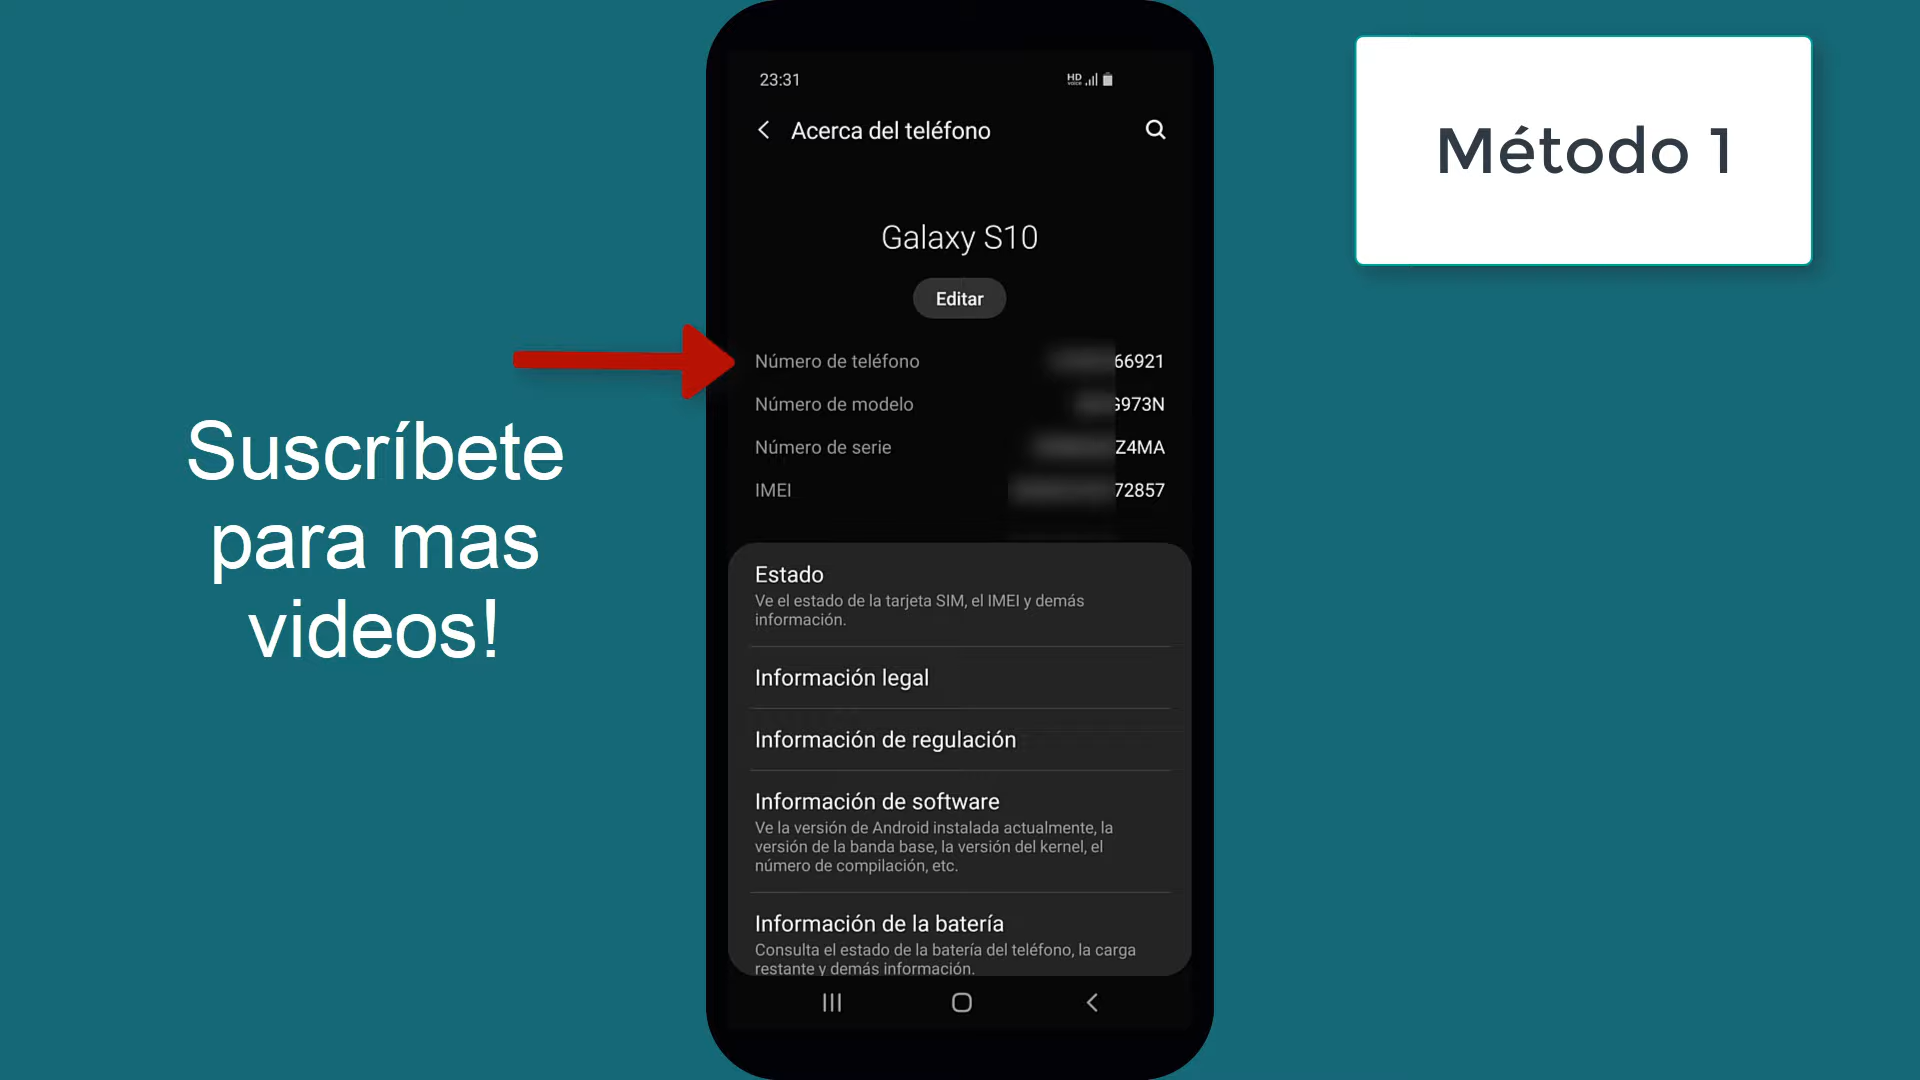 23:31
HD
voice
Acerca del teléfono
Método 1
Galaxy S10
Editar
Número de teléfono 66921
Número de modelo G973N
Número de serie Z4MA
IMEI 72857
Suscríbete
para mas
videos!
Estado
Ve el estado de la tarjeta SIM, el IMEI y demás
información.
Información legal
Información de regulación
Información de software
Ve la versión de Android instalada actualmente, la
versión de la banda base, la versión del kernel, el
número de compilación, etc.
Información de la batería
Consulta el estado de la batería del teléfono, la carga
restante y demás información.